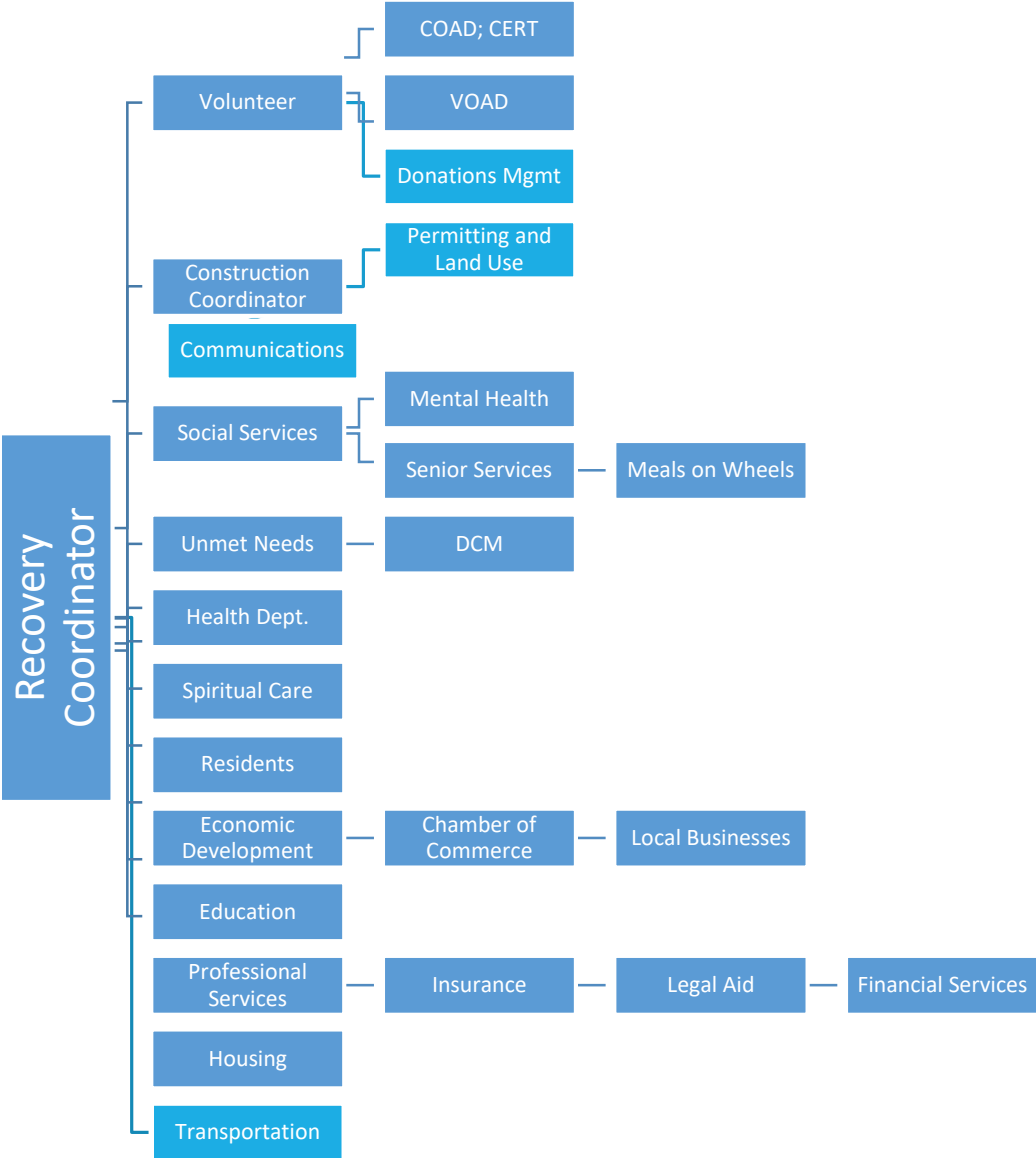 COAD; CERT
Volunteer
VOAD
Donations Mgmt
Permitting and
Land Use
Construction
Coordinator
Communications
Mental Health
Social Services
Senior Services
Meals on Wheels
Recovery
Coordinator
Unmet Needs
DCM
Health Dept.
Spiritual Care
Residents
Economic
Development
Chamber of
Commerce
Local Businesses
Education
Professional
Services
Insurance
Legal Aid
Financial Services
Housing
Transportation